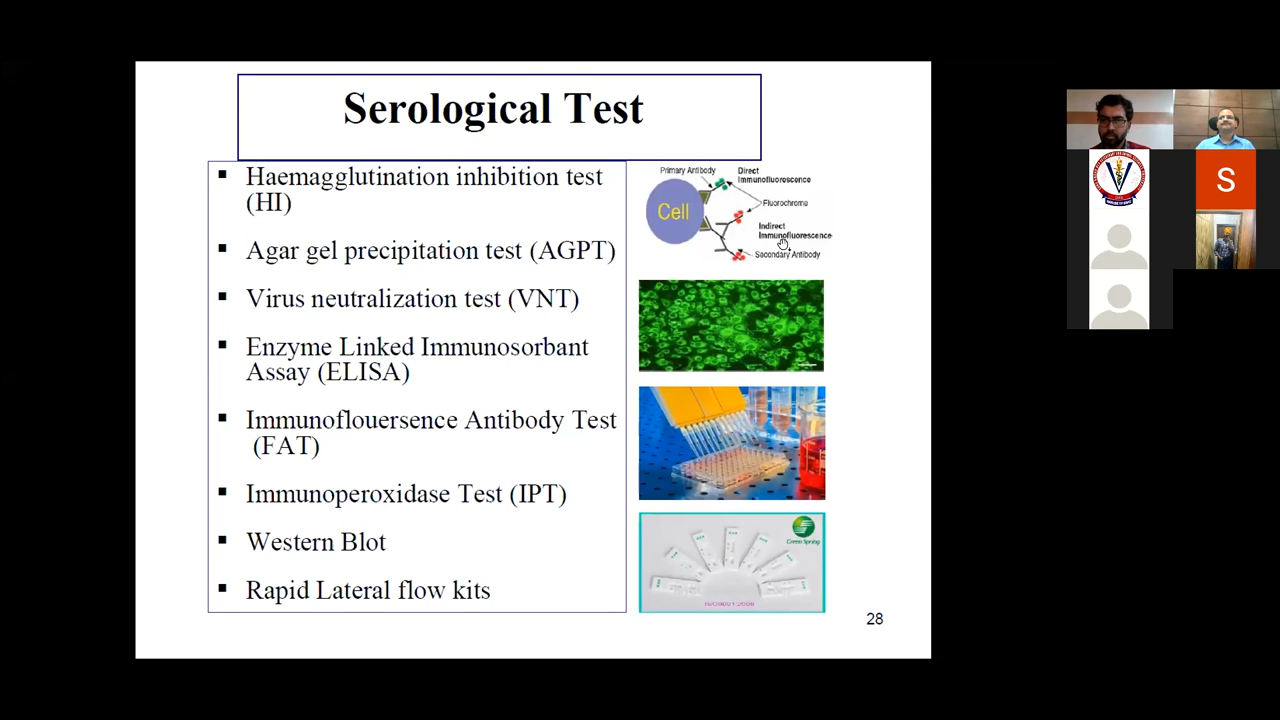 Serological Test
▪ Haemagglutination inhibition test
(HI)
▪ Agar gel precipitation test (AGPT)
▪ Virus neutralization test (VNT)
▪ Enzyme Linked Immunosorbant
Assay (ELISA)
▪ Immunoflouersence Antibody Test
(FAT)
▪ Immunoperoxidase Test (IPT)
▪ Western Blot
▪ Rapid Lateral flow kits
Primary Antibody
Direct
Immunofluorescence
Cell
Fluorochrome
Indirect
Immunofluorescence
Secondary Antibody
Green Spring
ISO9001:2008
28
S
V